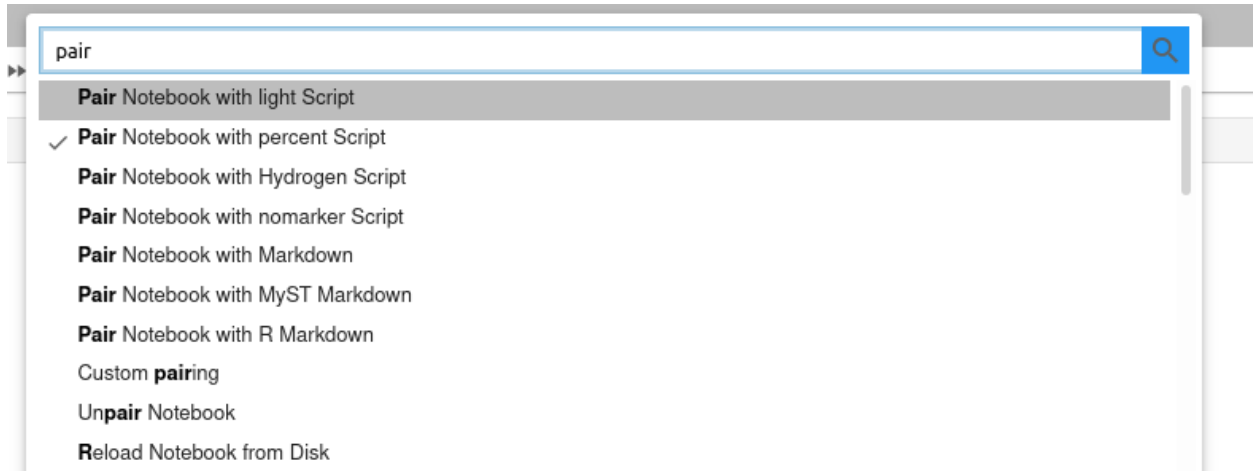 pair
Pair Notebook with light Script
Pair Notebook with percent Script
Pair Notebook with Hydrogen Script
Pair Notebook with nomarker Script
Pair Notebook with Markdown
Pair Notebook with MyST Markdown
Pair Notebook with R Markdown
Custom pairing
Unpair Notebook
Reload Notebook from Disk